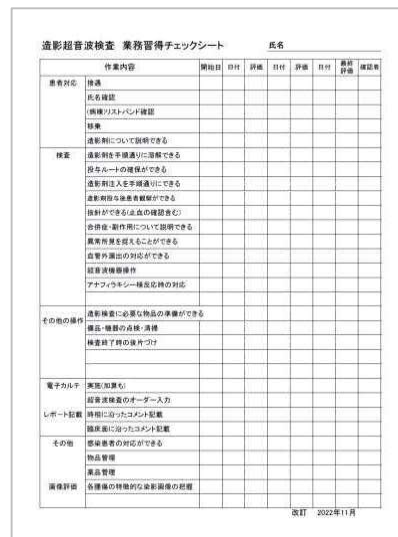 造影超音波検査 業務習得チェックシート 氏名
作業内容 開始日 日付 評価 日付 評価 日付 最終評価 確認者
患者対応 接遇
氏名確認
(病棟)リストバンド確認
移乗
造影剤について説明できる
検査 造影剤を手順通りに溶解できる
投与ルートの確保ができる
造影剤注入を手順通りにできる
造影剤投与後患者観察ができる
抜針ができる(止血の確認含む)
合併症・副作用について説明できる
異常所見を捉えることができる
血管外漏出の対応ができる
超音波機器操作
アナフィラキシー様反応時の対応
その他の操作 造影検査に必要な物品の準備ができる
備品・機器の点検・清掃
検査終了時の後片づけ
電子カルテ 実施(加算も)
超音波検査のオーダー入力
レポート記載 時相に沿ったコメント記載
臨床面に沿ったコメント記載
その他 感染患者の対応ができる
物品管理
薬品管理
画像評価 各腫瘍の特徴的な染影画像の把握
改訂 2022年11月